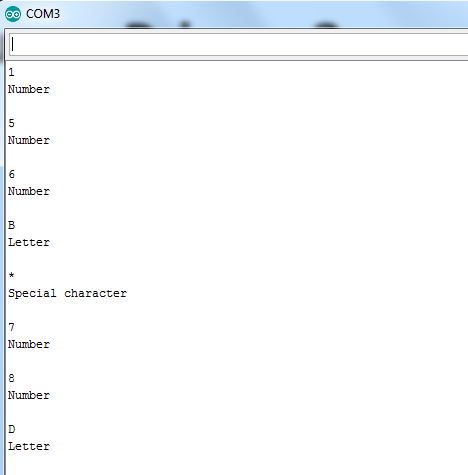 COM3
1
Number
5
Number
6
Number
B
Letter
*
Special character
7
Number
8
Number
D
Letter